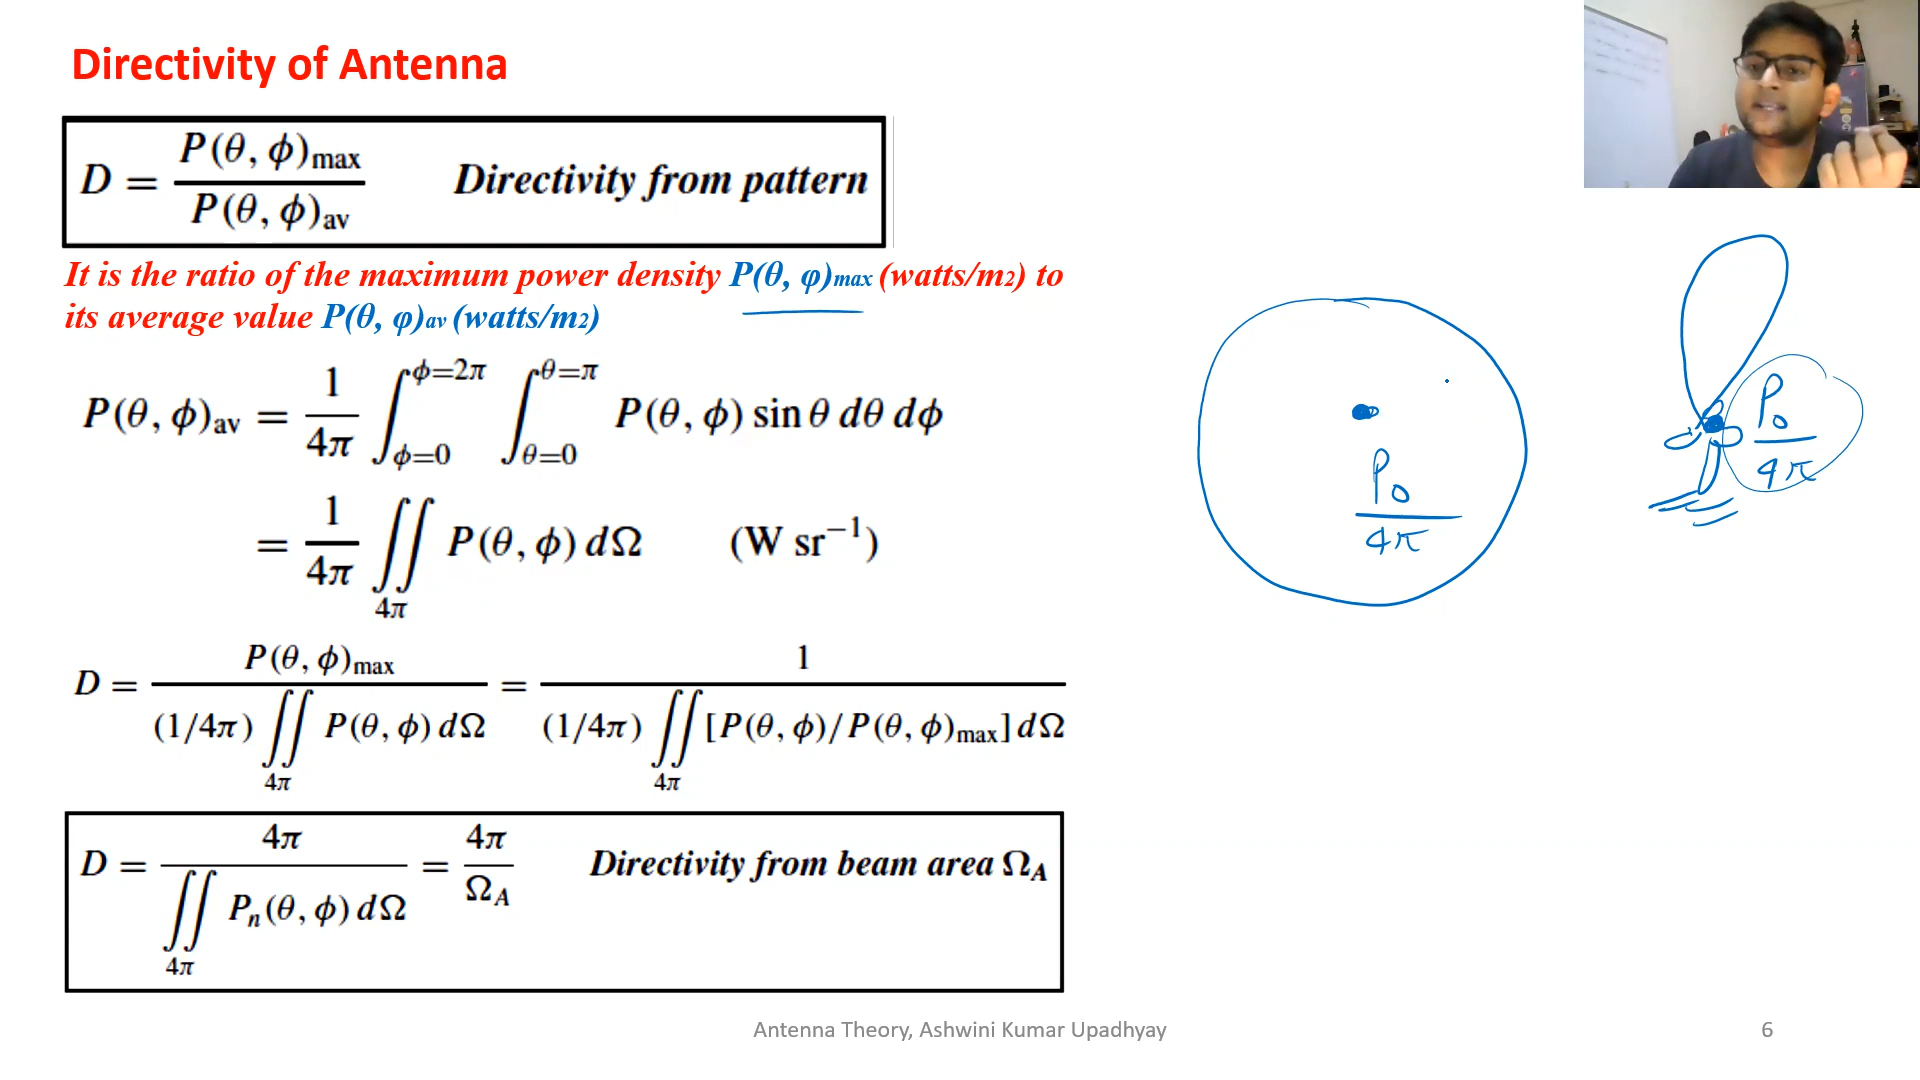 Directivity of Antenna
D = P(θ, ϕ)max / P(θ, ϕ)av Directivity from pattern
It is the ratio of the maximum power density P(θ, φ)max (watts/m2) to
its average value P(θ, φ)av (watts/m2)
P(θ, ϕ)av = 1/4π ∫ϕ=0^ϕ=2π ∫θ=0^θ=π P(θ, ϕ) sin θ dθ dϕ
= 1/4π ∬4π P(θ, ϕ) dΩ (W sr⁻¹)
D = P(θ, ϕ)max / (1/4π) ∬4π P(θ, ϕ) dΩ = 1 / (1/4π) ∬4π [P(θ, ϕ)/P(θ, ϕ)max] dΩ
D = 4π / ∬4π Pn(θ, ϕ) dΩ = 4π / ΩA Directivity from beam area ΩA
P0 / 4π
P0 / 4π
Antenna Theory, Ashwini Kumar Upadhyay
6